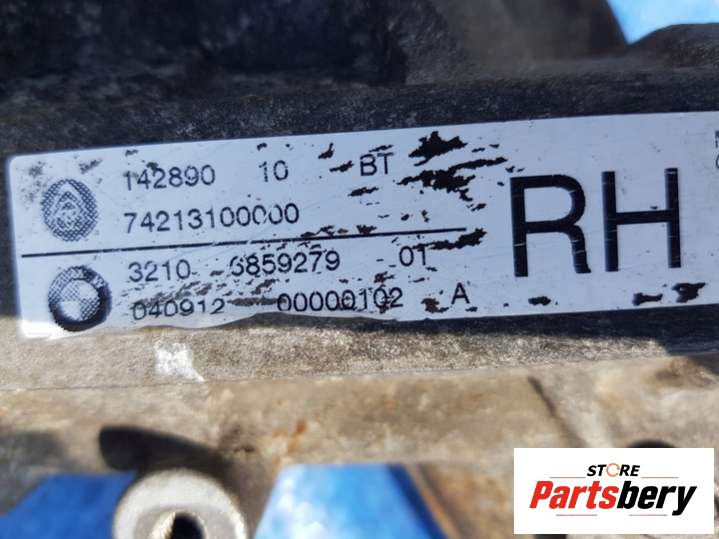 142890 10 BT
74213100000
RH
3210 6859279 01
040912 00000102 A
STORE
Partsbery